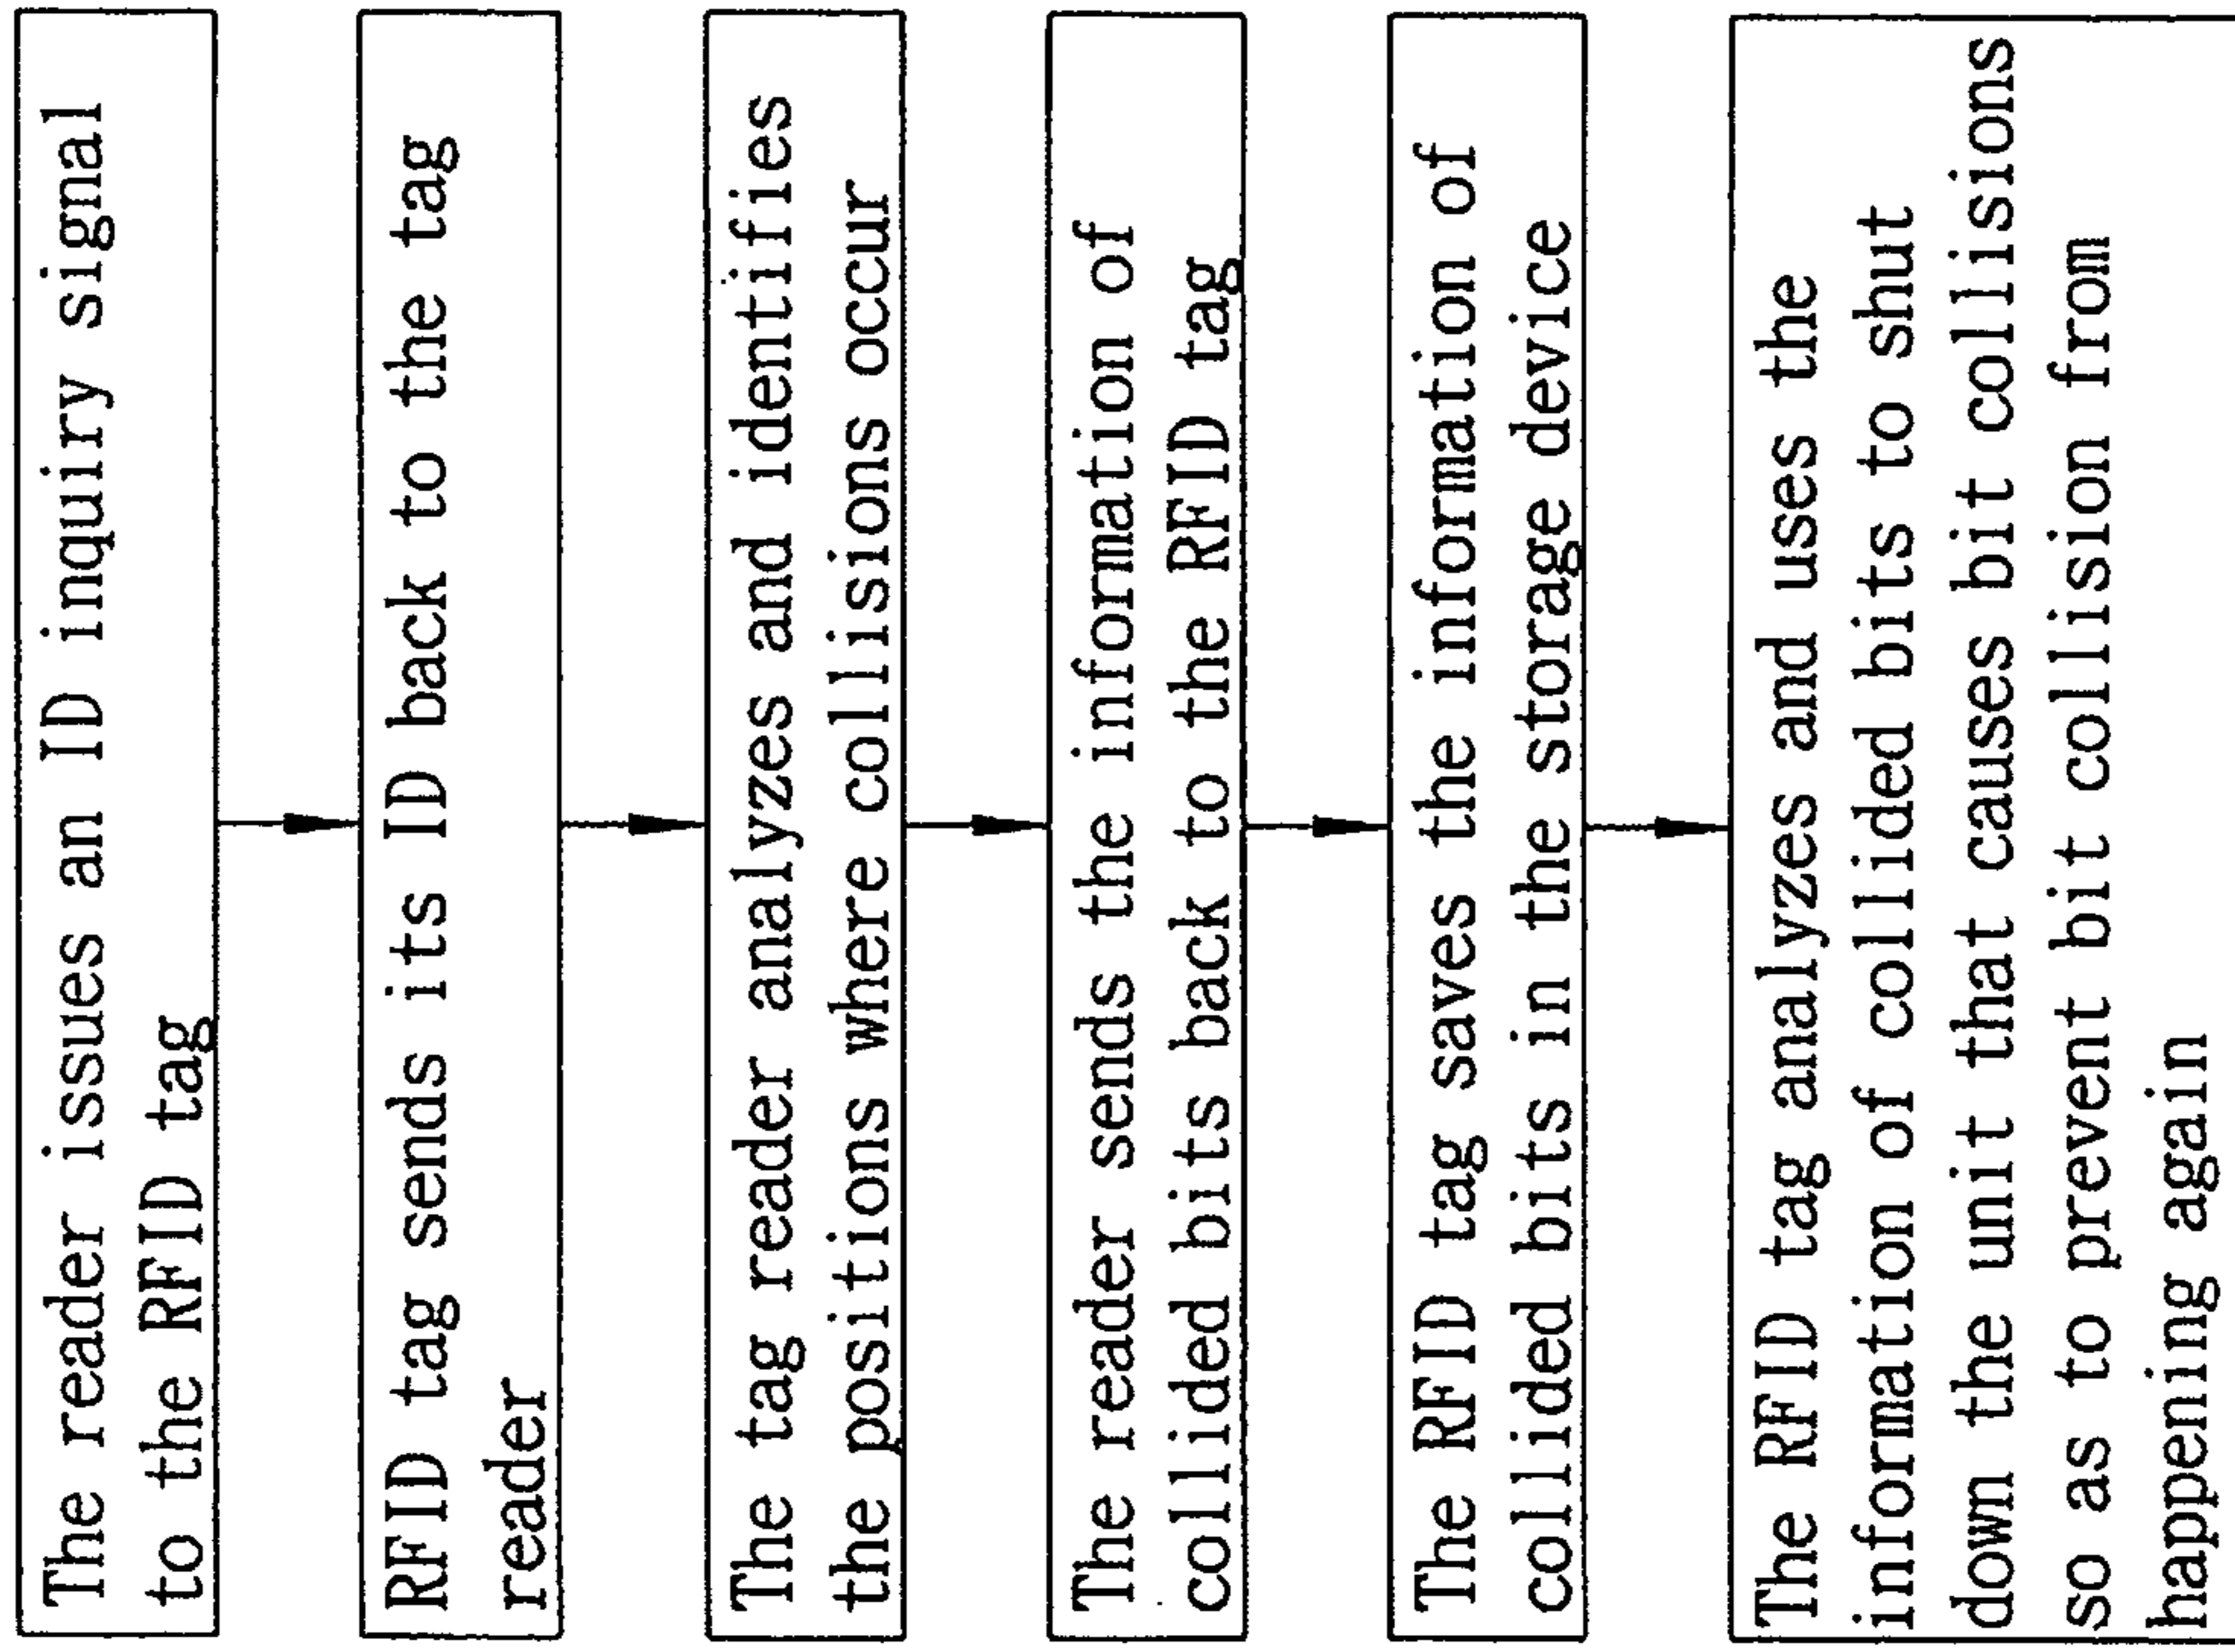 The reader issues an ID inquiry signal
to the RFID tag
RFID tag sends its ID back to the tag
reader
The tag reader analyzes and identifies
the positions where collisions occur
The reader sends the information of
collided bits back to the RFID tag
The RFID tag saves the information of
collided bits in the storage device
The RFID tag analyzes and uses the
information of collided bits to shut
down the unit that causes bit collisions
so as to prevent bit collision from
happening again